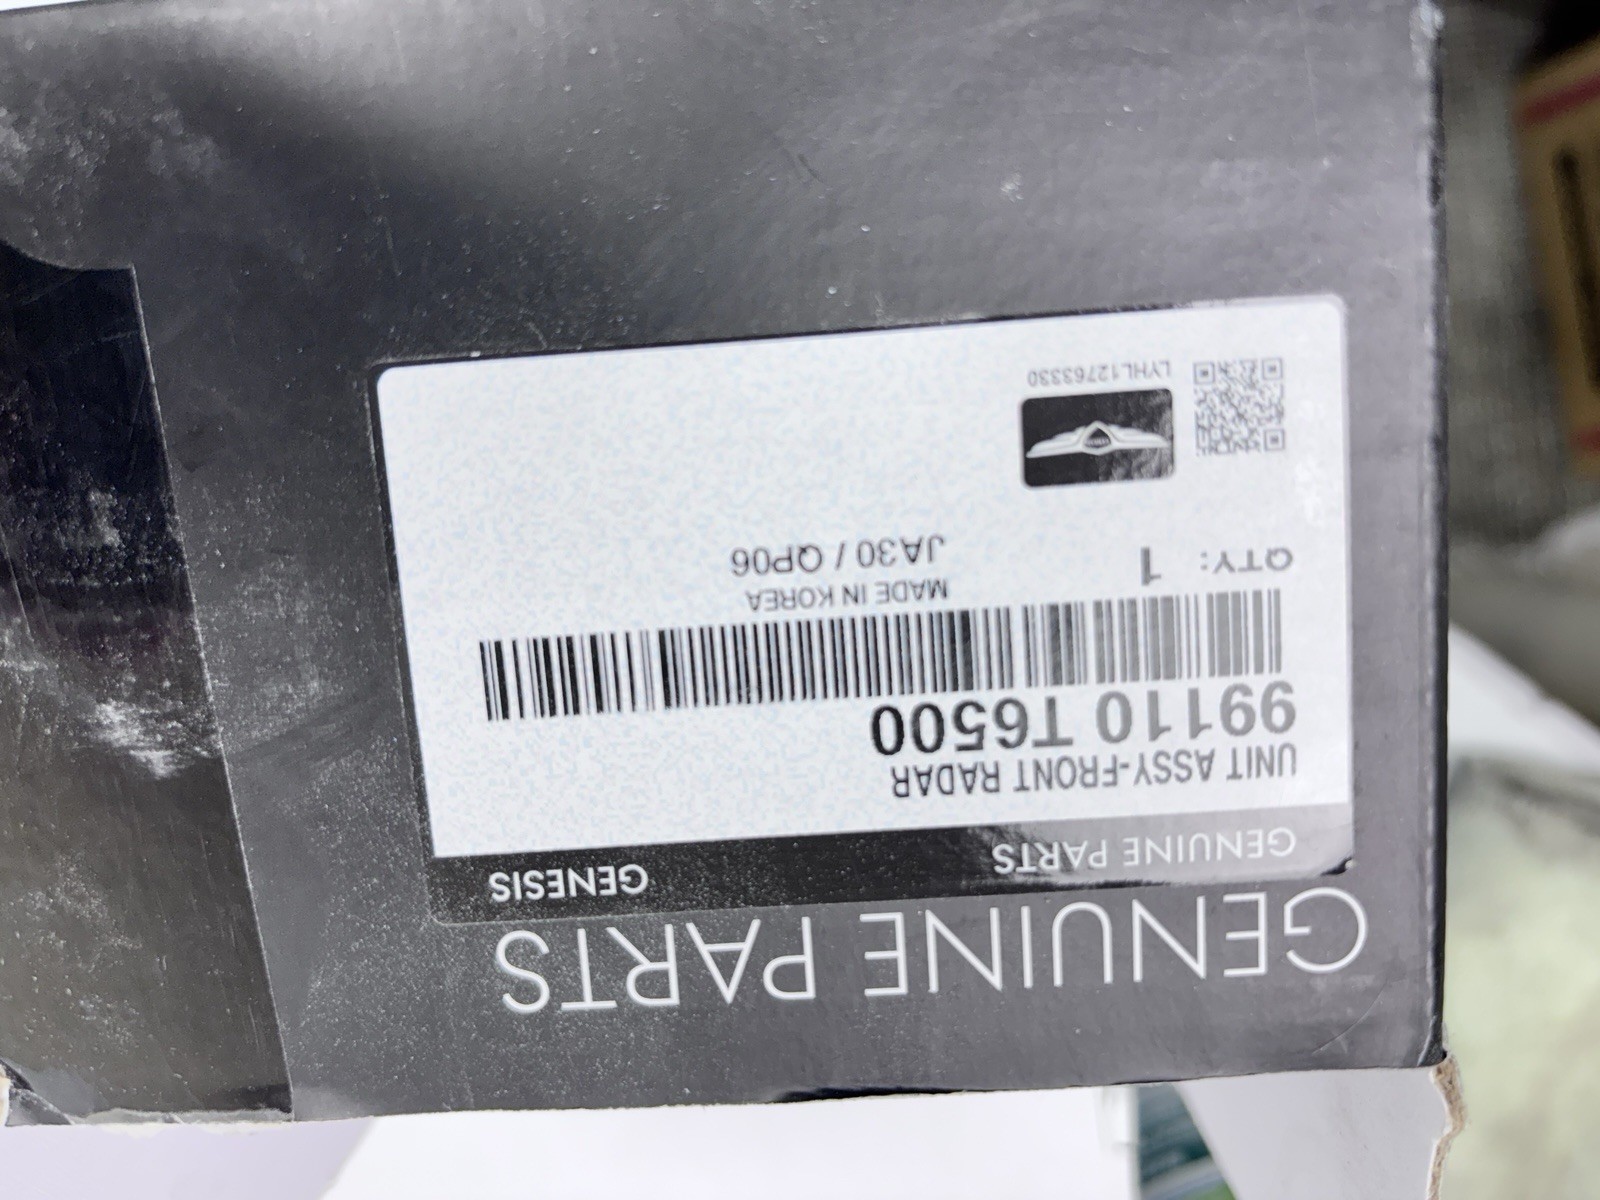 GENUINE PARTS
GENUINE PARTS
GENESIS
UNIT ASSY-FRONT RADAR
99110 T6500
MADE IN KOREA
QTY: 1
JA30 / QP06
LYHL12763330